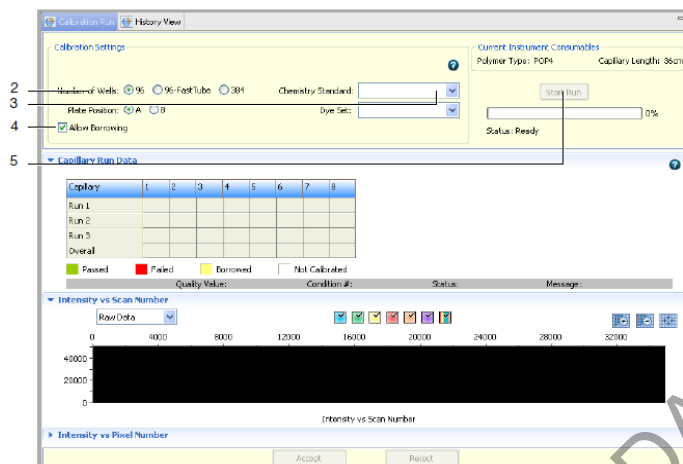 Calibration Run History View
Calibration Settings
Current Instrument Consumables
Polymer Type: POP4 Capillary Length: 36cm
2 Number of Wells: 96 96-FastTube 384 Chemistry Standard:
3
Start Run
Plate Position: A B Dye Set:
0%
4 Allow Borrowing
Status: Ready
5
Capillary Run Data
Capillary 1 2 3 4 5 6 7 8
Run 1
Run 2
Run 3
Overall
Passed Failed Borrowed Not Calibrated
Quality Value: Condition #: Status: Message:
Intensity vs Scan Number
Raw Data
0 4000 8000 12000 16000 20000 24000 28000 32000
40000
20000
0
Intensity vs Scan Number
Intensity vs Pixel Number
Accept Reject
DA